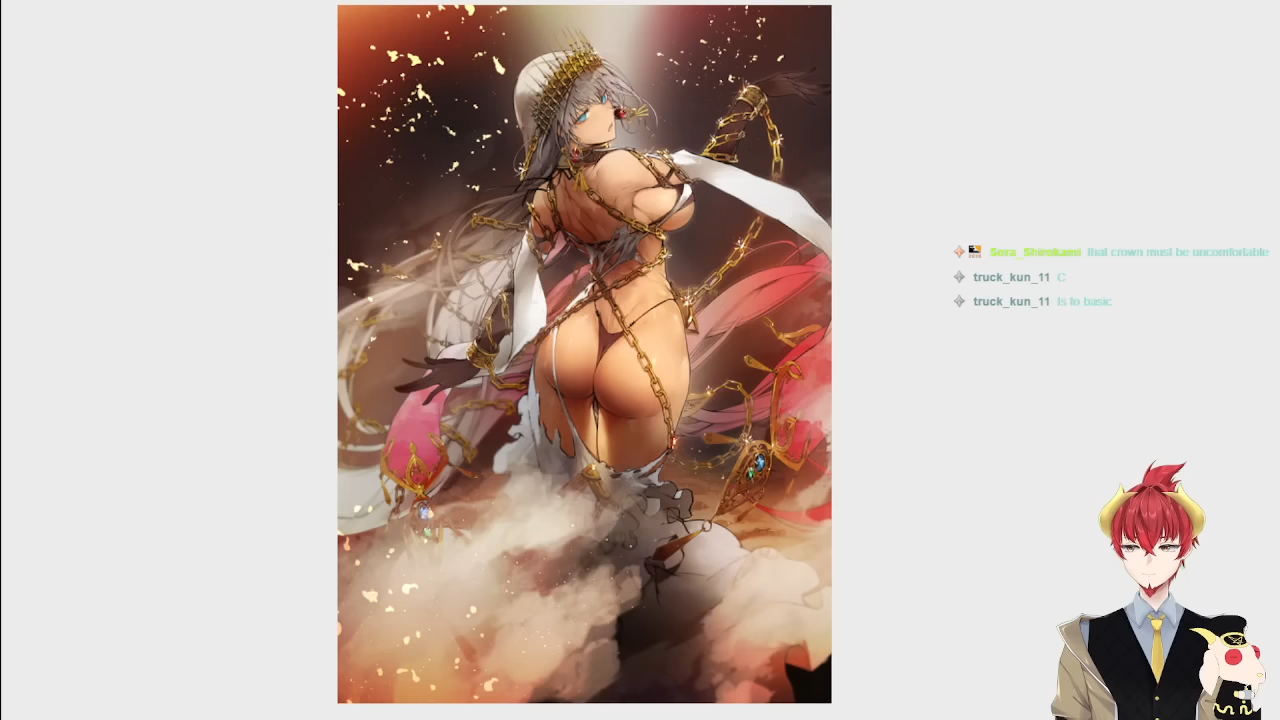 Sora_Shirokami that crown must be uncomfortable
truck_kun_11 C
truck_kun_11 Is to basic